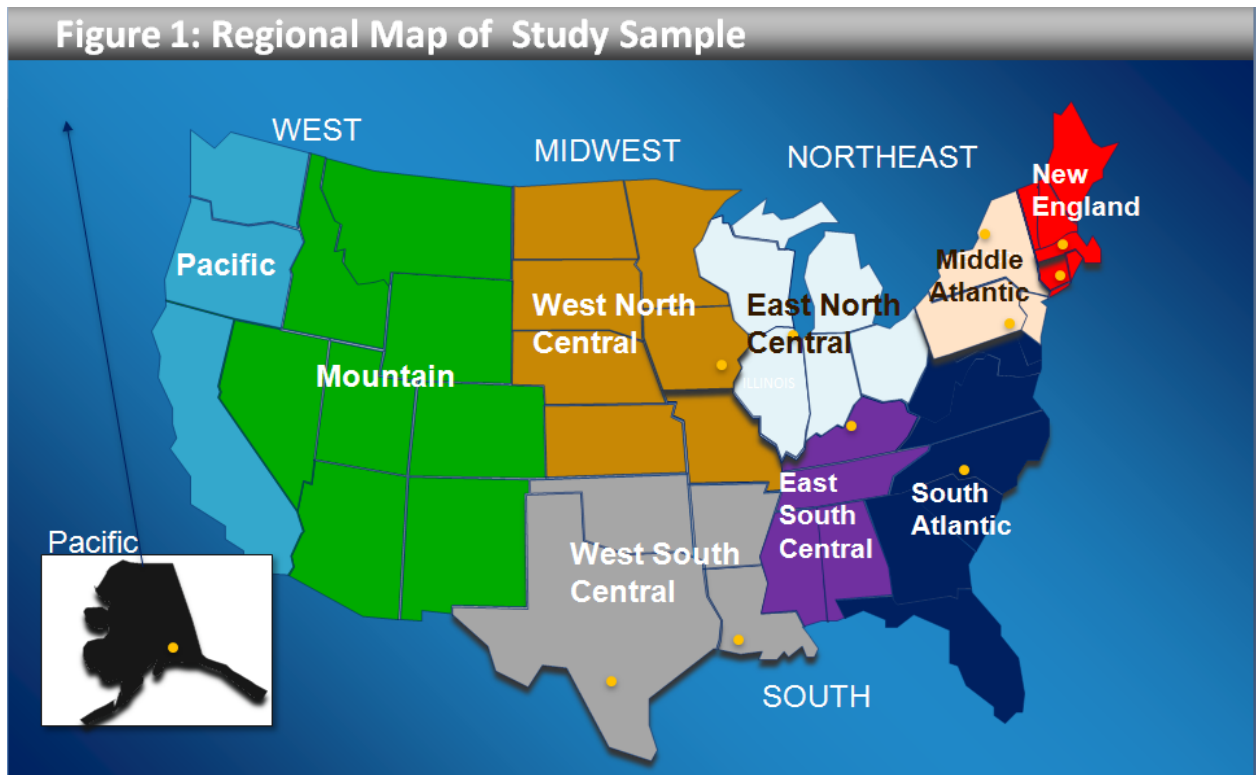 Figure 1: Regional Map of Study Sample
WEST
MIDWEST
NORTHEAST
New
England
Pacific
Middle
Atlantic
West North
Central
East North
Central
Mountain
ILLINOIS
East
South
Central
South
Atlantic
Pacific
West South
Central
SOUTH